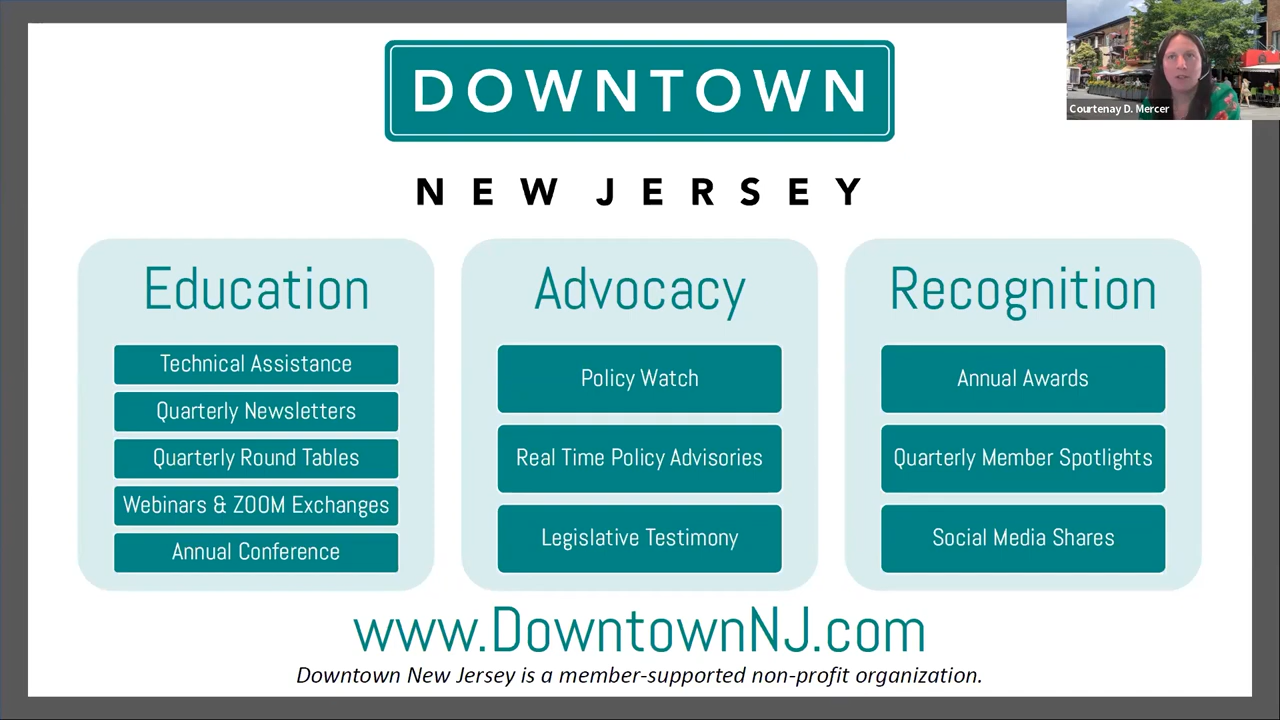 DOWNTOWN
NEW JERSEY
Courtenay D. Mercer
Education
Technical Assistance
Quarterly Newsletters
Quarterly Round Tables
Webinars & ZOOM Exchanges
Annual Conference
Advocacy
Policy Watch
Real Time Policy Advisories
Legislative Testimony
Recognition
Annual Awards
Quarterly Member Spotlights
Social Media Shares
www.DowntownNJ.com
Downtown New Jersey is a member-supported non-profit organization.